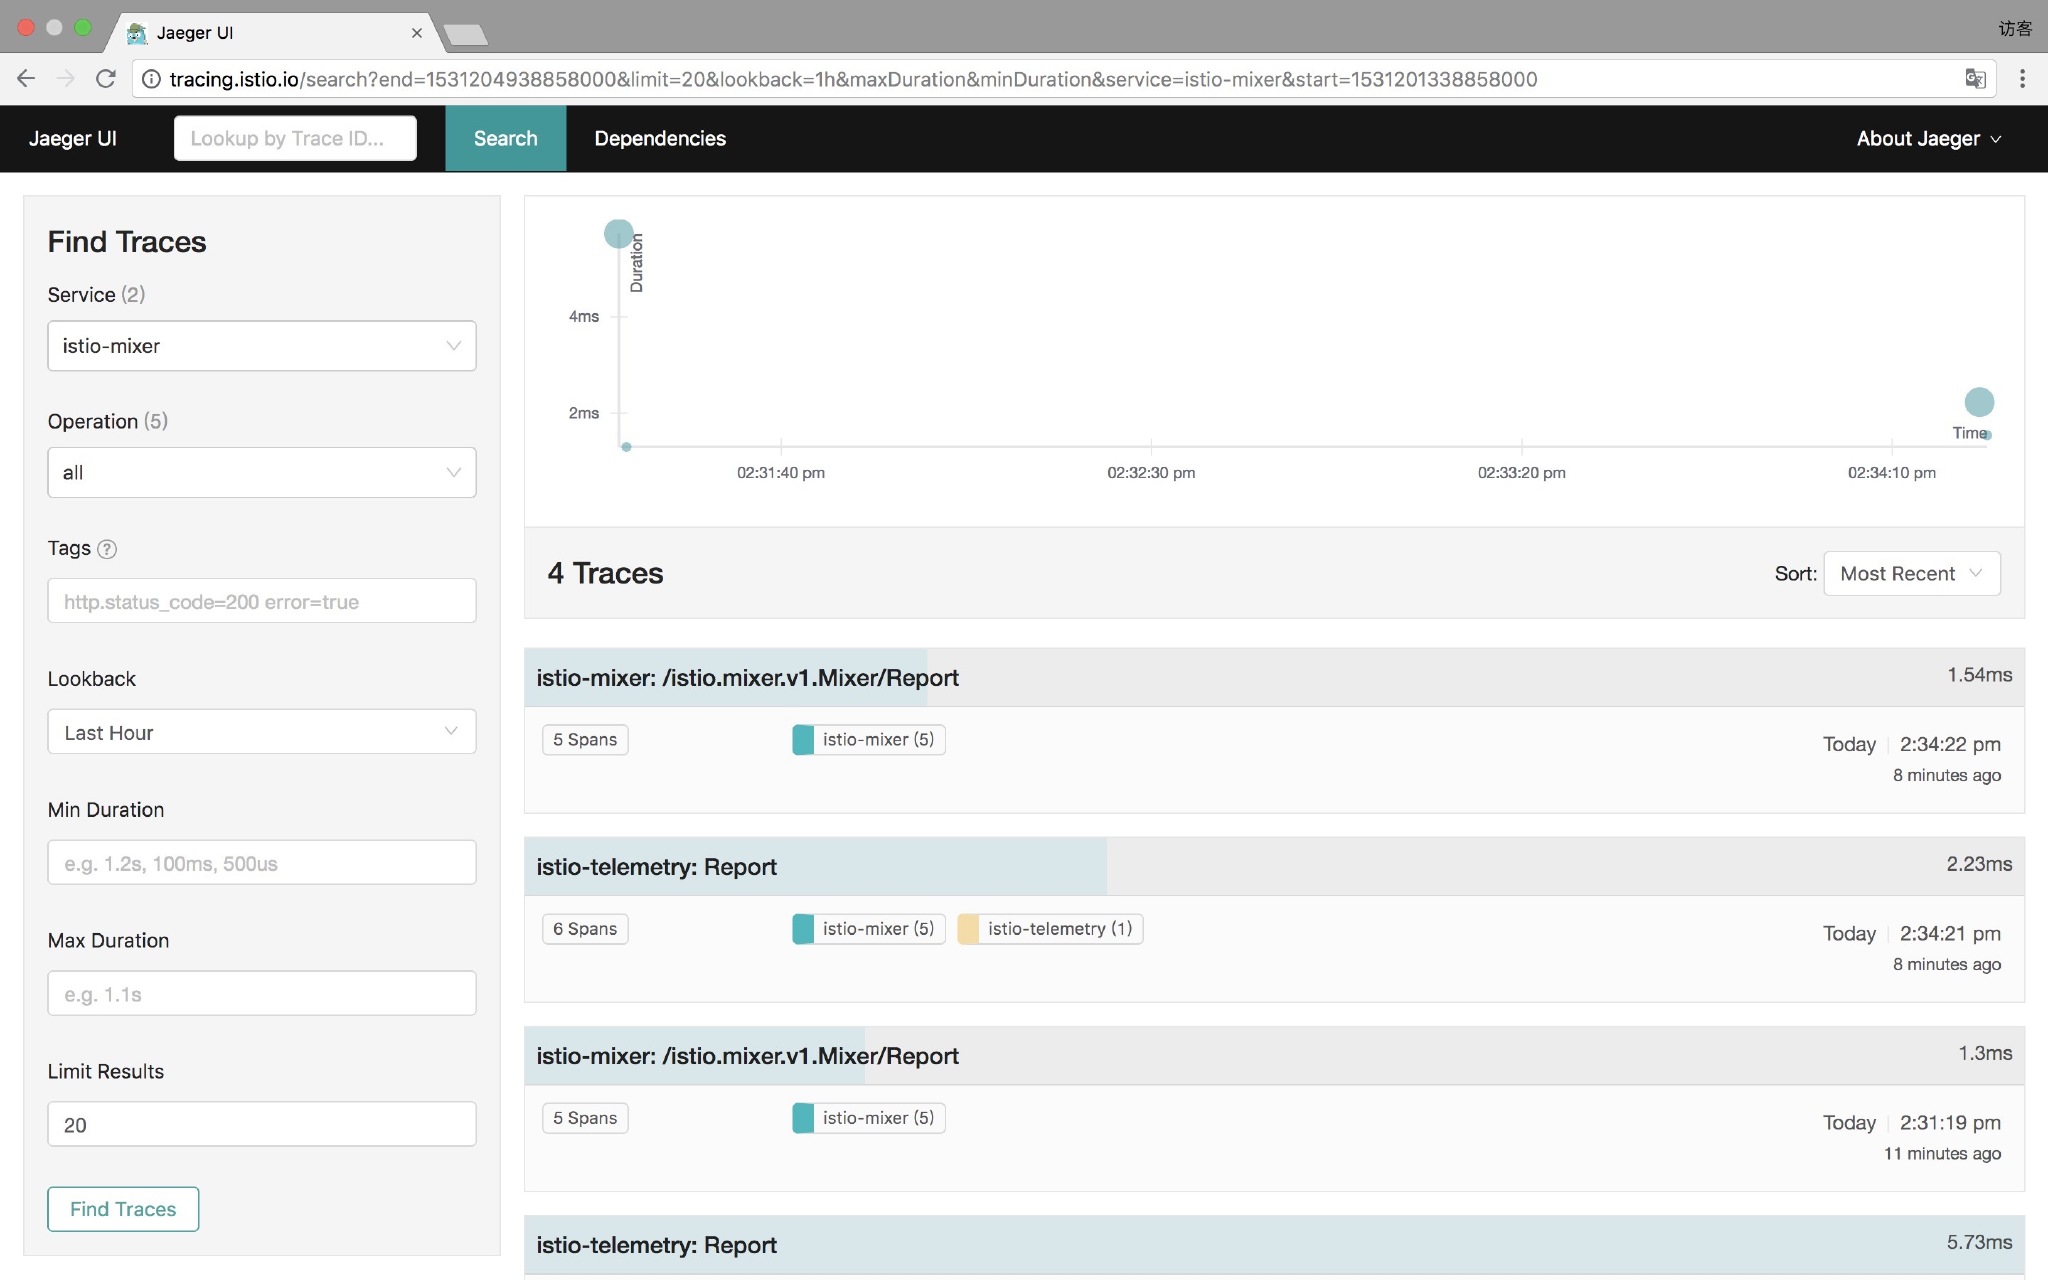 Jaeger UI
访客
tracing.istio.io/search?end=1531204938858000&limit=20&lookback=1h&maxDuration&minDuration&service=istio-mixer&start=1531201338858000
Jaeger UI
Lookup by Trace ID...
Search
Dependencies
About Jaeger
Find Traces
Service (2)
istio-mixer
Operation (5)
all
Tags ?
http.status_code=200 error=true
Lookback
Last Hour
Min Duration
e.g. 1.2s, 100ms, 500us
Max Duration
e.g. 1.1s
Limit Results
20
Find Traces
Duration
4ms
2ms
Time
02:31:40 pm
02:32:30 pm
02:33:20 pm
02:34:10 pm
4 Traces
Sort: Most Recent
istio-mixer: /istio.mixer.v1.Mixer/Report
1.54ms
5 Spans
istio-mixer (5)
Today 2:34:22 pm
8 minutes ago
istio-telemetry: Report
2.23ms
6 Spans
istio-mixer (5)
istio-telemetry (1)
Today 2:34:21 pm
8 minutes ago
istio-mixer: /istio.mixer.v1.Mixer/Report
1.3ms
5 Spans
istio-mixer (5)
Today 2:31:19 pm
11 minutes ago
istio-telemetry: Report
5.73ms